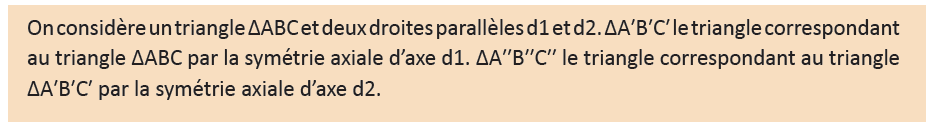 On considère un triangle ΔABC et deux droites parallèles d1 et d2. ΔA’B’C’ le triangle correspondant
au triangle ΔABC par la symétrie axiale d’axe d1. ΔA’’B’’C’’ le triangle correspondant au triangle
ΔA’B’C’ par la symétrie axiale d’axe d2.